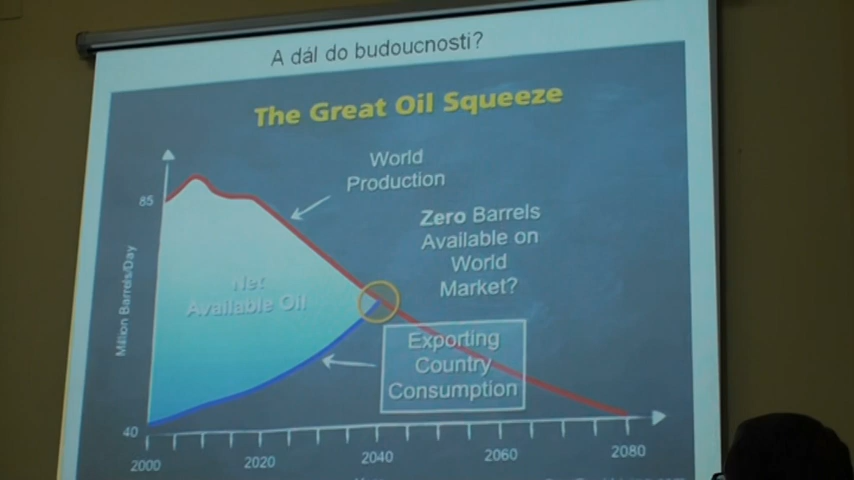 A dál do budoucnosti?
The Great Oil Squeeze
World
Production
85
Zero Barrels
Available on
World
Market?
Million Barrels/Day
Net
Available Oil
Exporting
Country
Consumption
40
2000
2020
2040
2060
2080